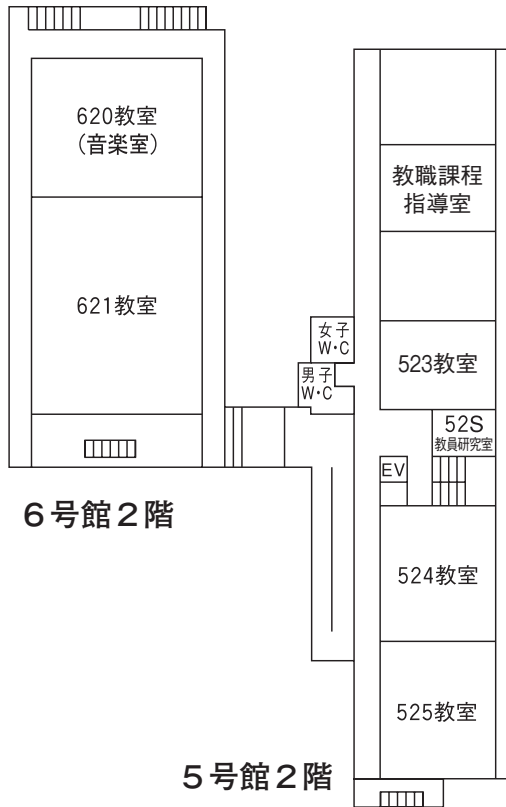 620教室
（音楽室）
621教室
6号館2階
教職課程
指導室
女子
W・C
男子
W・C
523教室
52S
教員研究室
EV
524教室
525教室
5号館2階